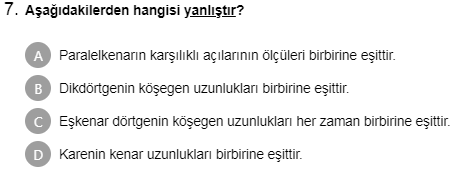 7. Aşağıdakilerden hangisi yanlıştır?
A Paralelkenarın karşılıklı açılarının ölçüleri birbirine eşittir.
B Dikdörtgenin köşegen uzunlukları birbirine eşittir.
C Eşkenar dörtgenin köşegen uzunlukları her zaman birbirine eşittir.
D Karenin kenar uzunlukları birbirine eşittir.